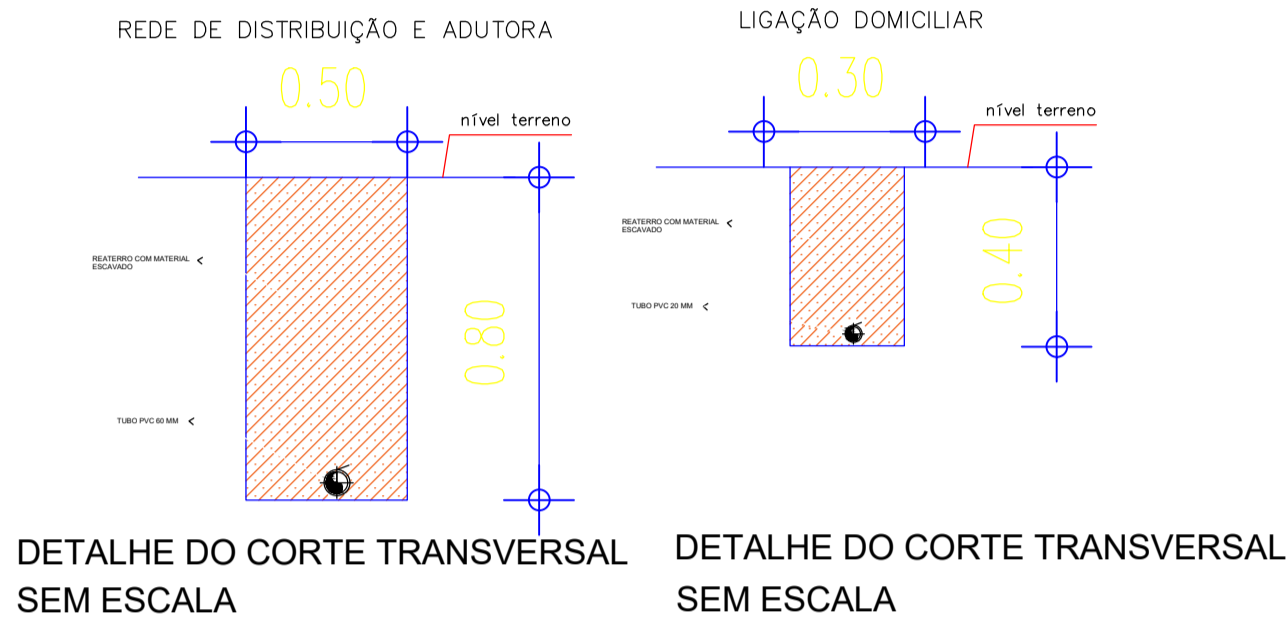 REDE DE DISTRIBUIÇÃO E ADUTORA
0.50
nível terreno
REATERRO COM MATERIAL
ESCAVADO
0.80
TUBO PVC 60 MM
DETALHE DO CORTE TRANSVERSAL
SEM ESCALA
LIGAÇÃO DOMICILIAR
0.30
nível terreno
REATERRO COM MATERIAL
ESCAVADO
0.40
TUBO PVC 20 MM
DETALHE DO CORTE TRANSVERSAL
SEM ESCALA